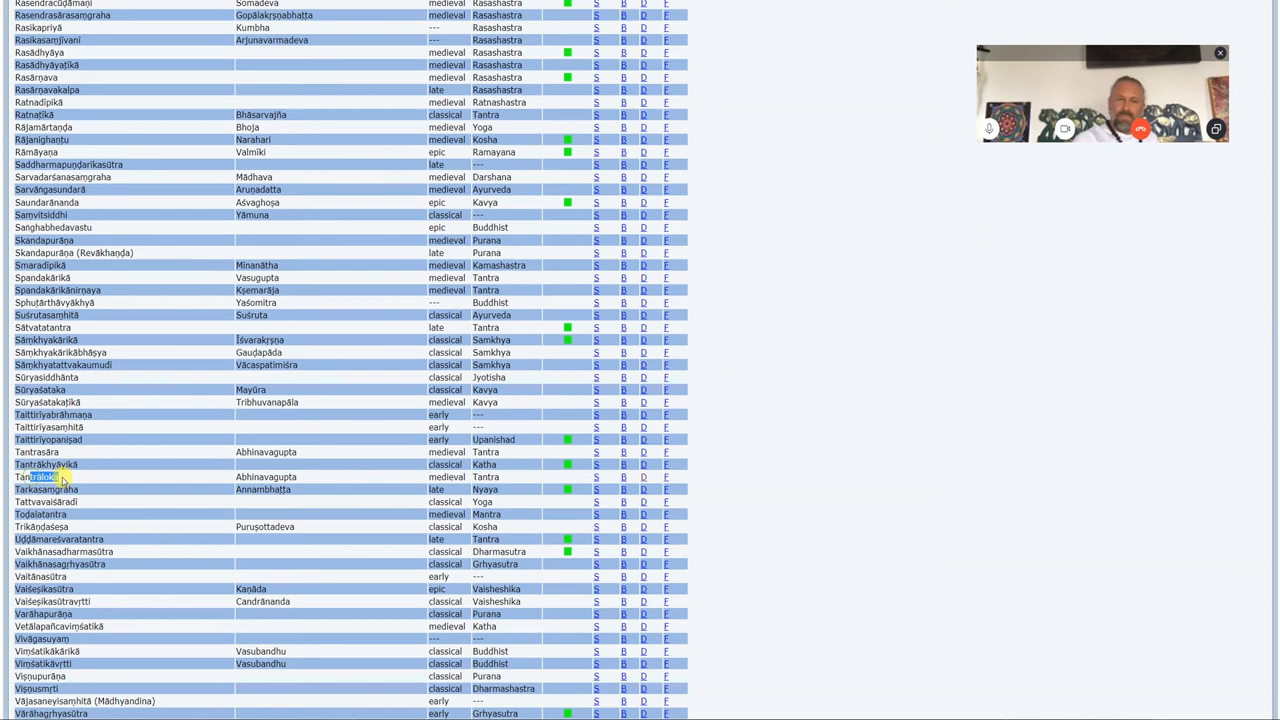 Rasendracūḍāmaṇi Somadeva medieval Rasashastra S B D F
Rasendrasārasaṃgraha Gopālakṛṣṇabhaṭṭa medieval Rasashastra S B D F
Rasikapriyā Kumbha --- Rasashastra S B D F
Rasikasaṃjīvanī Arjunavarmadeva --- Rasashastra S B D F
Rasādhyāya medieval Rasashastra S B D F
Rasādhyāyaṭīkā medieval Rasashastra S B D F
Rasārṇava medieval Rasashastra S B D F
Rasārṇavakalpa late Rasashastra S B D F
Ratnadīpikā medieval Ratnashastra S B D F
Ratnaṭīkā Bhāsarvajña classical Tantra S B D F
Rājamārtaṇḍa Bhoja medieval Yoga S B D F
Rājanighaṇṭu Narahari medieval Kosha S B D F
Rāmāyaṇa Valmīki epic Ramayana S B D F
Saddharmapuṇḍarīkasūtra late --- S B D F
Sarvadarśanasaṃgraha Mādhava medieval Darshana S B D F
Sarvāṅgasundarā Aruṇadatta medieval Ayurveda S B D F
Saundarānanda Aśvaghoṣa epic Kavya S B D F
Saṃvitsiddhi Yāmuna classical --- S B D F
Saṅghabhedavastu epic Buddhist S B D F
Skandapurāṇa medieval Purana S B D F
Skandapurāṇa (Revākhaṇḍa) late Purana S B D F
Smaradīpikā Mīnanātha medieval Kamashastra S B D F
Spandakārikā Vasugupta medieval Tantra S B D F
Spandakārikānirṇaya Kṣemarāja medieval Tantra S B D F
Sphuṭārthāvyākhyā Yaśomitra --- Buddhist S B D F
Suśrutasaṃhitā Suśruta classical Ayurveda S B D F
Sātvatatantra late Tantra S B D F
Sāṃkhyakārikā Īśvarakṛṣṇa classical Samkhya S B D F
Sāṃkhyakārikābhāṣya Gauḍapāda classical Samkhya S B D F
Sāṃkhyatattvakaumudī Vācaspatimiśra classical Samkhya S B D F
Sūryasiddhānta classical Jyotisha S B D F
Sūryaśataka Mayūra classical Kavya S B D F
Sūryaśatakaṭīkā Tribhuvanapāla medieval Kavya S B D F
Taittirīyabrāhmaṇa early --- S B D F
Taittirīyasaṃhitā early --- S B D F
Taittirīyopaniṣad early Upanishad S B D F
Tantrasāra Abhinavagupta medieval Tantra S B D F
Tantrākhyāyikā classical Katha S B D F
Tantrāloka Abhinavagupta medieval Tantra S B D F
Tarkasaṃgraha Annambhaṭṭa late Nyaya S B D F
Tattvavaiśāradī classical Yoga S B D F
Toḍalatantra medieval Mantra S B D F
Trikāṇḍaśeṣa Puruṣottadeva classical Kosha S B D F
Uḍḍāmareśvaratantra late Tantra S B D F
Vaikhānasadharmasūtra classical Dharmasutra S B D F
Vaikhānasagṛhyasūtra classical Grhyasutra S B D F
Vaitānasūtra early --- S B D F
Vaiśeṣikasūtra Kaṇāda epic Vaisheshika S B D F
Vaiśeṣikasūtravṛtti Candrānanda classical Vaisheshika S B D F
Varāhapurāṇa classical Purana S B D F
Vetālapañcaviṃśatikā medieval Katha S B D F
Vivāgasuyaṃ --- --- S B D F
Viṃśatikākārikā Vasubandhu classical Buddhist S B D F
Viṃśatikāvṛtti Vasubandhu classical Buddhist S B D F
Viṣṇupurāṇa classical Purana S B D F
Viṣṇusmṛti classical Dharmashastra S B D F
Vājasaneyisaṃhitā (Mādhyandina) early --- S B D F
Vārāhagṛhyasūtra early Grhyasutra S B D F